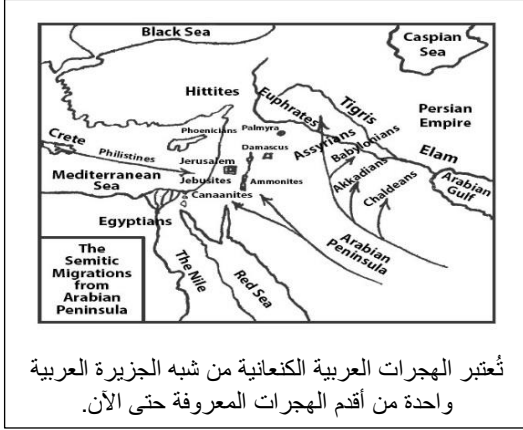 Black Sea
Caspian
Sea
Hittites
Euphrates
Tigris
Persian
Empire
Crete
Phoenicians
Palmyra
Philistines
Damascus
Assyrians
Babylonians
Elam
Mediterranean
Sea
Jerusalem
Jebusites
Ammonites
Canaanites
Akkadians
Chaldeans
Arabian
Gulf
Egyptians
Arabian
Peninsula
The
Semitic
Migrations
from
Arabian
Peninsula
The Nile
Red Sea
تُعتبر الهجرات العربية الكنعانية من شبه الجزيرة العربية
واحدة من أقدم الهجرات المعروفة حتى الآن.